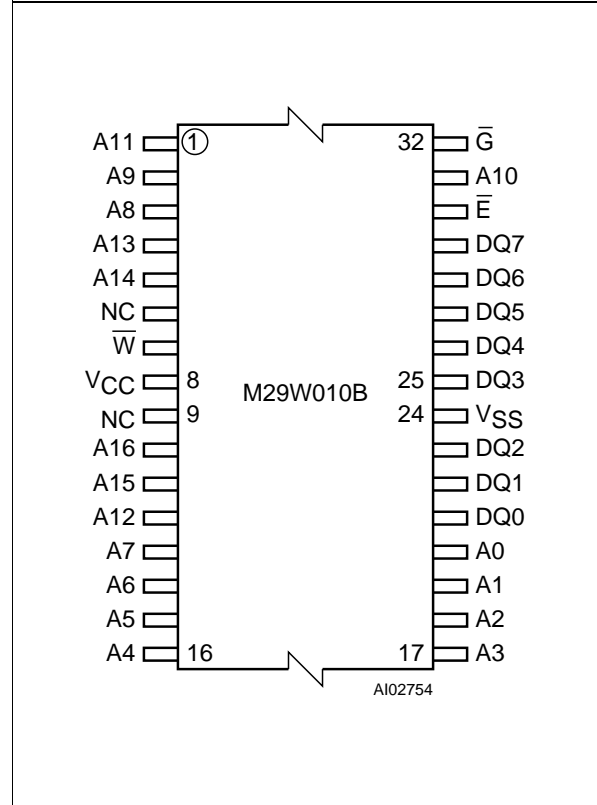 A11 1 32 G̅
A9 A10
A8 E̅
A13 DQ7
A14 DQ6
NC DQ5
W̅ DQ4
VCC 8 25 DQ3
M29W010B
NC 9 24 VSS
A16 DQ2
A15 DQ1
A12 DQ0
A7 A0
A6 A1
A5 A2
A4 16 17 A3
AI02754